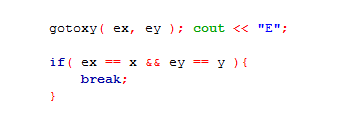 gotoxy( ex, ey ); cout << "E";
if( ex == x && ey == y ){
break;
}